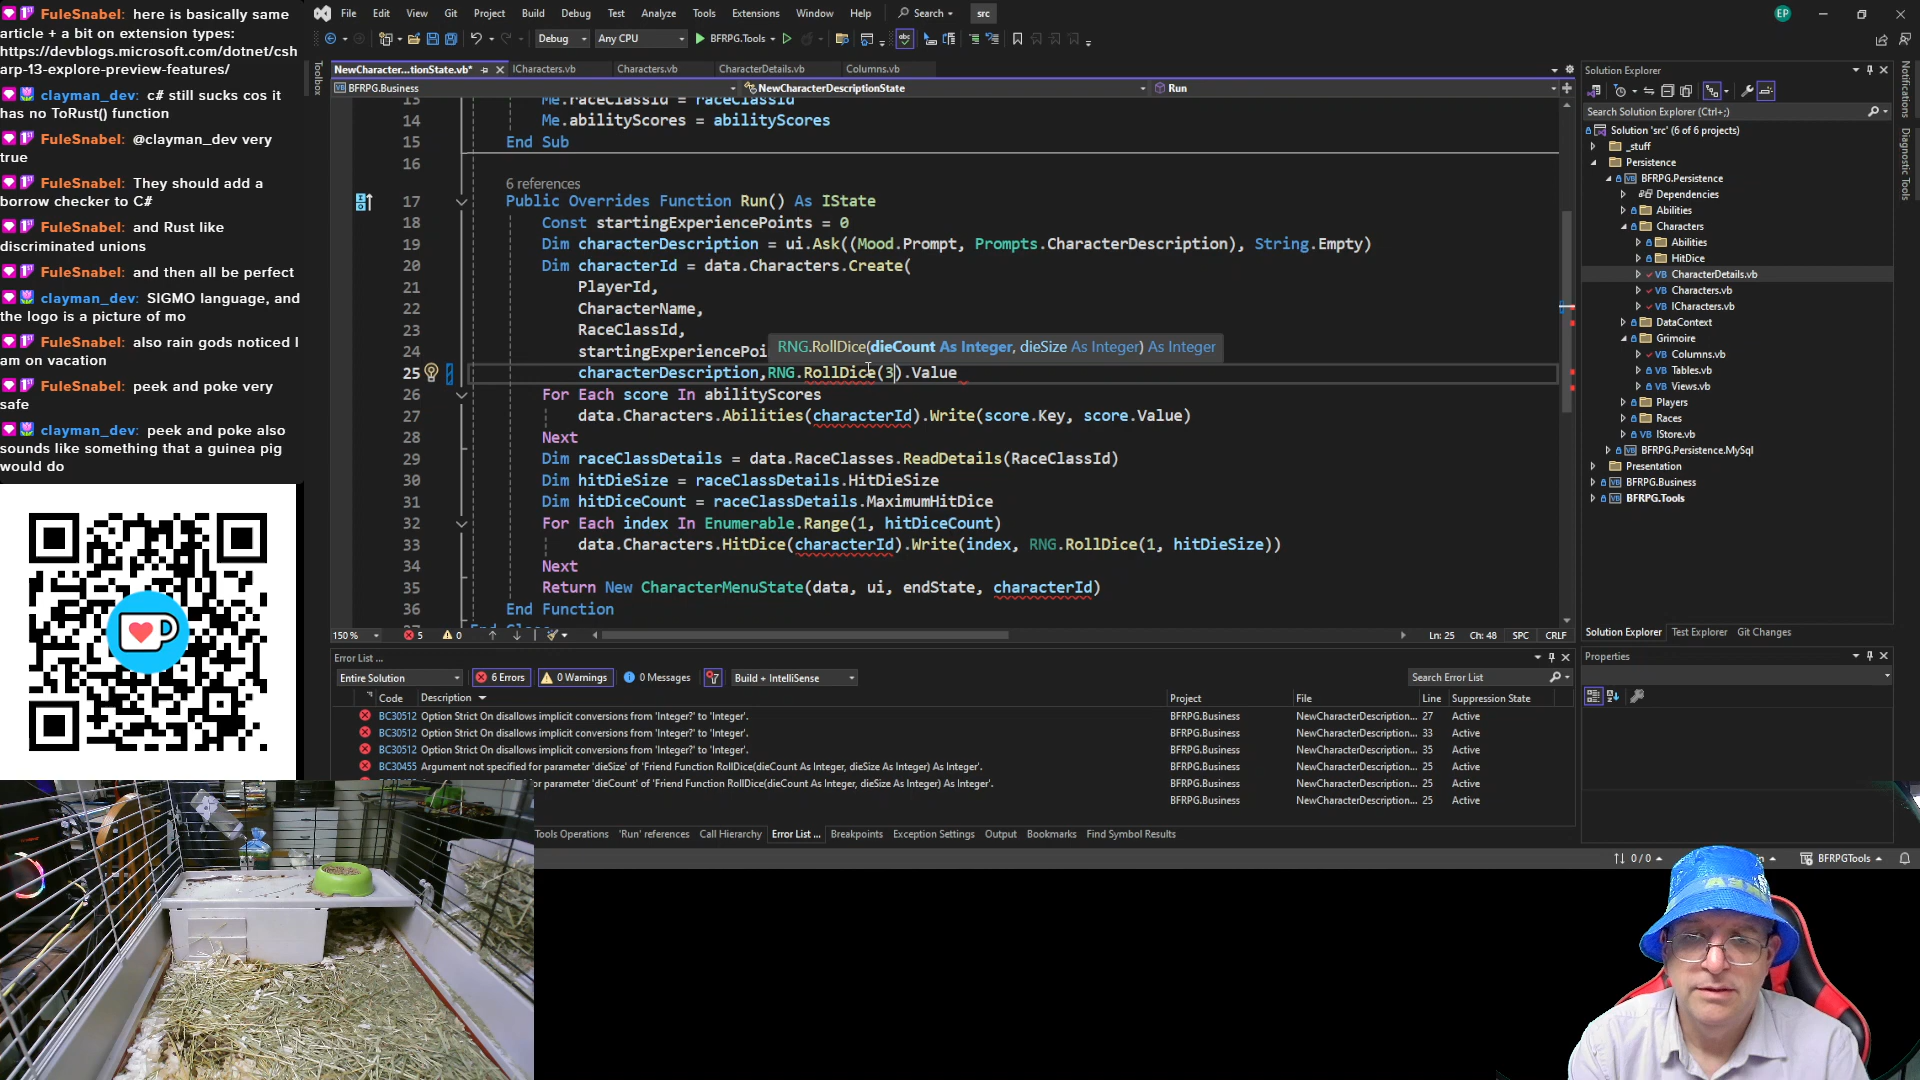 FuleSnabel: here is basically same
article + a bit on extension types:
https://devblogs.microsoft.com/dotnet/csh
arp-13-explore-preview-features/
clayman_dev: c# still sucks cos it
has no ToRust() function
FuleSnabel: @clayman_dev very
true
FuleSnabel: They should add a
borrow checker to C#
FuleSnabel: and Rust like
discriminated unions
FuleSnabel: and then all be perfect
clayman_dev: SIGMO language, and
the logo is a picture of mo
FuleSnabel: also rain gods noticed I
am on vacation
FuleSnabel: peek and poke very
safe
clayman_dev: peek and poke also
sounds like something that a guinea pig
would do
File Edit View Git Project Build Debug Test Analyze Tools Extensions Window Help Search src EP
Debug Any CPU BFRPG.Tools
Toolbox
NewCharacter...tionState.vb* ICharacters.vb Characters.vb CharacterDetails.vb Columns.vb
BFRPG.Business NewCharacterDescriptionState Run
13 Me.raceClassId = raceClassId
14 Me.abilityScores = abilityScores
15 End Sub
16
6 references
17 Public Overrides Function Run() As IState
18 Const startingExperiencePoints = 0
19 Dim characterDescription = ui.Ask((Mood.Prompt, Prompts.CharacterDescription), String.Empty)
20 Dim characterId = data.Characters.Create(
21 PlayerId,
22 CharacterName,
23 RaceClassId,
RNG.RollDice(dieCount As Integer, dieSize As Integer) As Integer
24 startingExperiencePoi
25 characterDescription,RNG.RollDice(3).Value
26 For Each score In abilityScores
27 data.Characters.Abilities(characterId).Write(score.Key, score.Value)
28 Next
29 Dim raceClassDetails = data.RaceClasses.ReadDetails(RaceClassId)
30 Dim hitDieSize = raceClassDetails.HitDieSize
31 Dim hitDiceCount = raceClassDetails.MaximumHitDice
32 For Each index In Enumerable.Range(1, hitDiceCount)
33 data.Characters.HitDice(characterId).Write(index, RNG.RollDice(1, hitDieSize))
34 Next
35 Return New CharacterMenuState(data, ui, endState, characterId)
36 End Function
150 % 5 0 Ln: 25 Ch: 48 SPC CRLF
Error List ...
Entire Solution 6 Errors 0 Warnings 0 Messages Build + IntelliSense Search Error List
Code Description Project File Line Suppression State
BC30512 Option Strict On disallows implicit conversions from 'Integer?' to 'Integer'. BFRPG.Business NewCharacterDescription... 27 Active
BC30512 Option Strict On disallows implicit conversions from 'Integer?' to 'Integer'. BFRPG.Business NewCharacterDescription... 33 Active
BC30512 Option Strict On disallows implicit conversions from 'Integer?' to 'Integer'. BFRPG.Business NewCharacterDescription... 35 Active
BC30455 Argument not specified for parameter 'dieSize' of 'Friend Function RollDice(dieCount As Integer, dieSize As Integer) As Integer'. BFRPG.Business NewCharacterDescription... 25 Active
or parameter 'dieCount' of 'Friend Function RollDice(dieCount As Integer, dieSize As Integer) As Integer'. BFRPG.Business NewCharacterDescription... 25 Active
BFRPG.Business NewCharacterDescription... 25 Active
Tools Operations 'Run' references Call Hierarchy Error List ... Breakpoints Exception Settings Output Bookmarks Find Symbol Results
0 / 0 BFRPGTools
Solution Explorer
Search Solution Explorer (Ctrl+;)
Solution 'src' (6 of 6 projects)
_stuff
Persistence
BFRPG.Persistence
Dependencies
Abilities
Characters
Abilities
HitDice
CharacterDetails.vb
Characters.vb
ICharacters.vb
DataContext
Grimoire
Columns.vb
Tables.vb
Views.vb
Players
Races
IStore.vb
BFRPG.Persistence.MySql
Presentation
BFRPG.Business
BFRPG.Tools
Solution Explorer Test Explorer Git Changes
Properties
Notifications
Diagnostic Tools